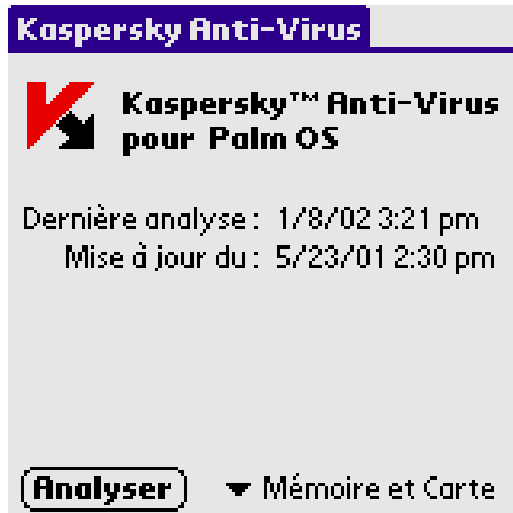 Kaspersky Anti-Virus
Kaspersky™ Anti-Virus
pour Palm OS
Dernière analyse : 1/8/02 3:21 pm
Mise à jour du : 5/23/01 2:30 pm
Analyser Mémoire et Carte